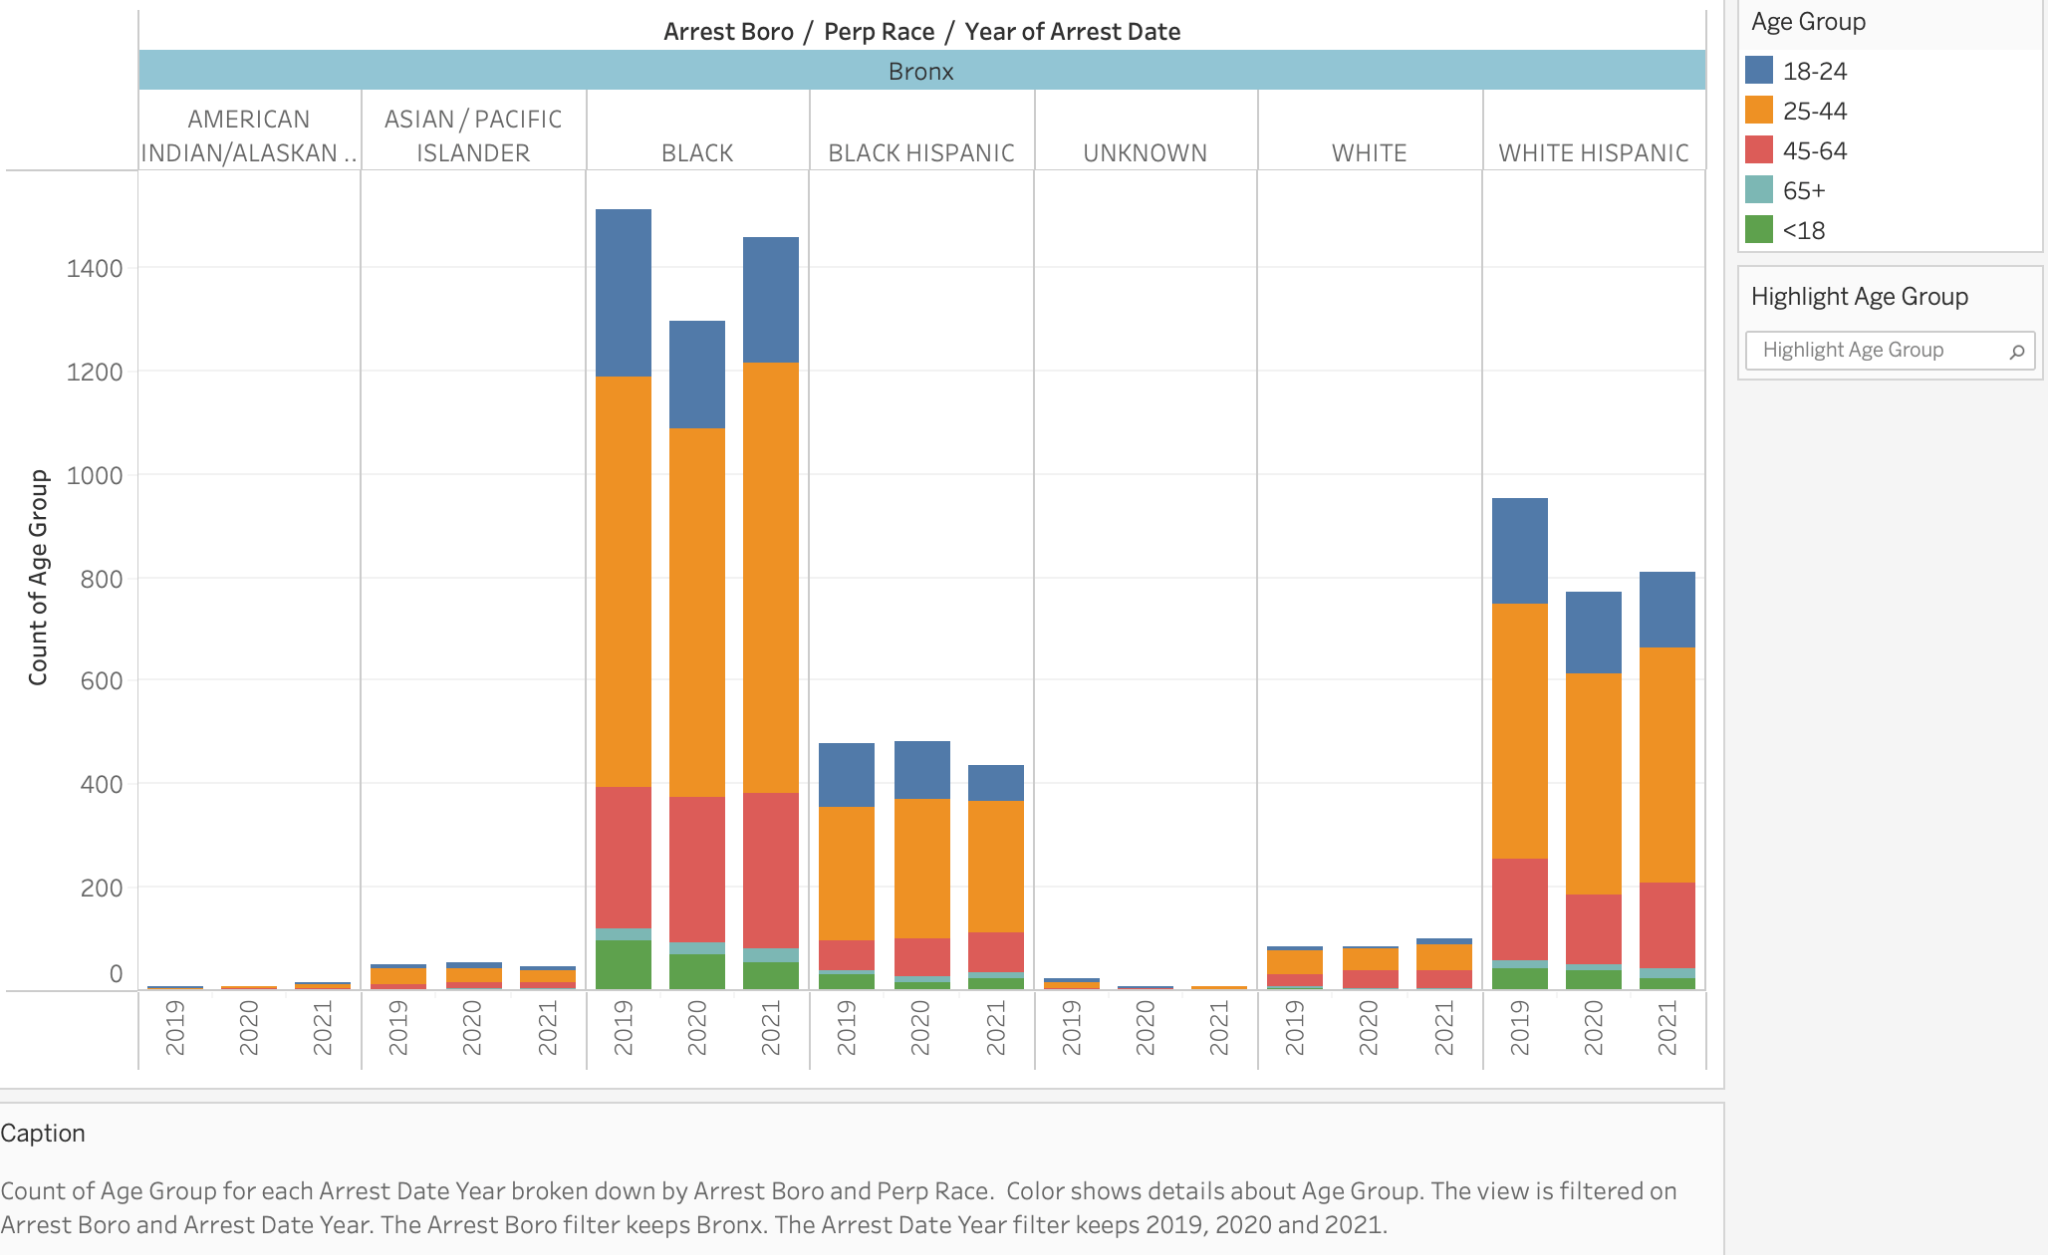 Arrest Boro / Perp Race / Year of Arrest Date
Bronx
AMERICAN
INDIAN/ALASKAN ..
ASIAN / PACIFIC
ISLANDER
BLACK
BLACK HISPANIC
UNKNOWN
WHITE
WHITE HISPANIC
Count of Age Group
1400
1200
1000
800
600
400
200
0
2019
2020
2021
2019
2020
2021
2019
2020
2021
2019
2020
2021
2019
2020
2021
2019
2020
2021
2019
2020
2021
Age Group
18-24
25-44
45-64
65+
<18
Highlight Age Group
Highlight Age Group
Caption
Count of Age Group for each Arrest Date Year broken down by Arrest Boro and Perp Race.  Color shows details about Age Group. The view is filtered on
Arrest Boro and Arrest Date Year. The Arrest Boro filter keeps Bronx. The Arrest Date Year filter keeps 2019, 2020 and 2021.